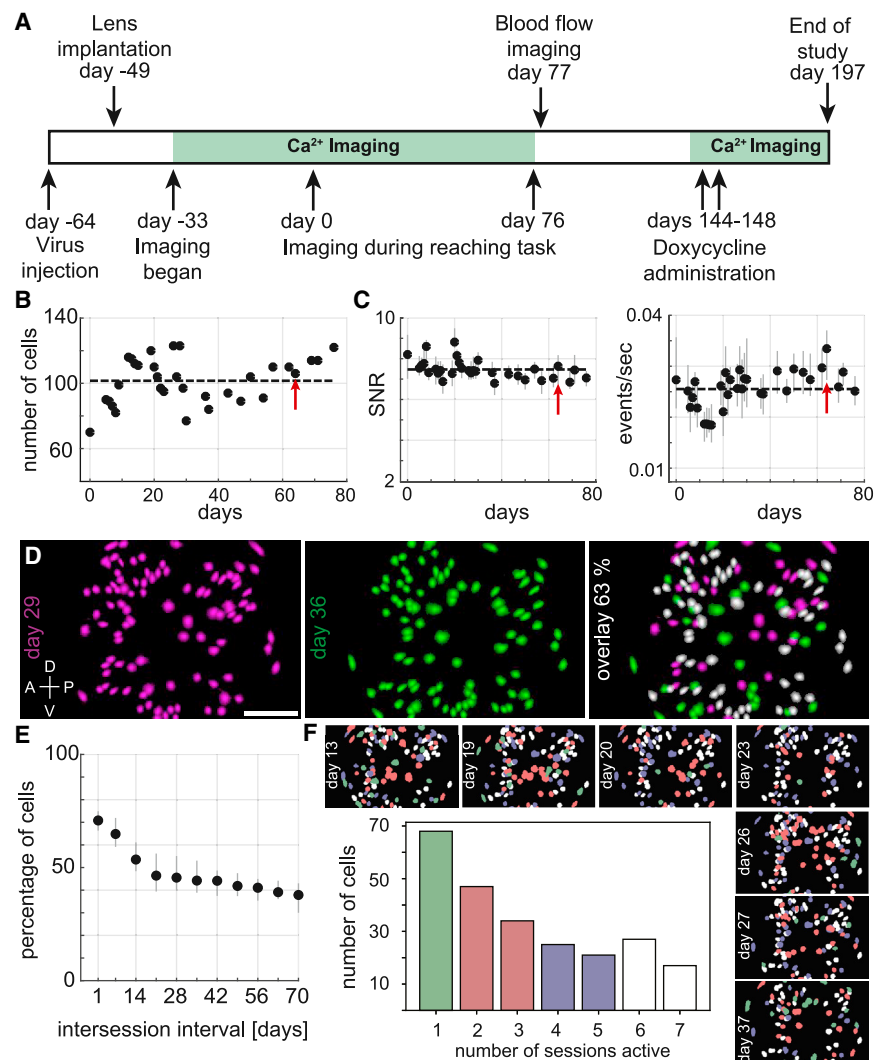 A
Lens
implantation
day -49
Blood flow
imaging
day 77
End of
study
day 197
Ca²⁺ Imaging
Ca²⁺ Imaging
day -64
Virus
injection
day -33
Imaging
began
day 0
day 76
Imaging during reaching task
days 144-148
Doxycycline
administration
B
140
100
60
number of cells
0
20
40
60
80
days
C
10
2
SNR
0
40
80
days
0.04
0.01
events/sec
0
40
80
days
D
day 29
D
A
P
V
day 36
overlay 63 %
E
100
50
0
percentage of cells
1
14
28
42
56
70
intersession interval [days]
F
day 13
day 19
day 20
day 23
day 26
day 27
day 37
70
50
30
10
number of cells
1
2
3
4
5
6
7
number of sessions active